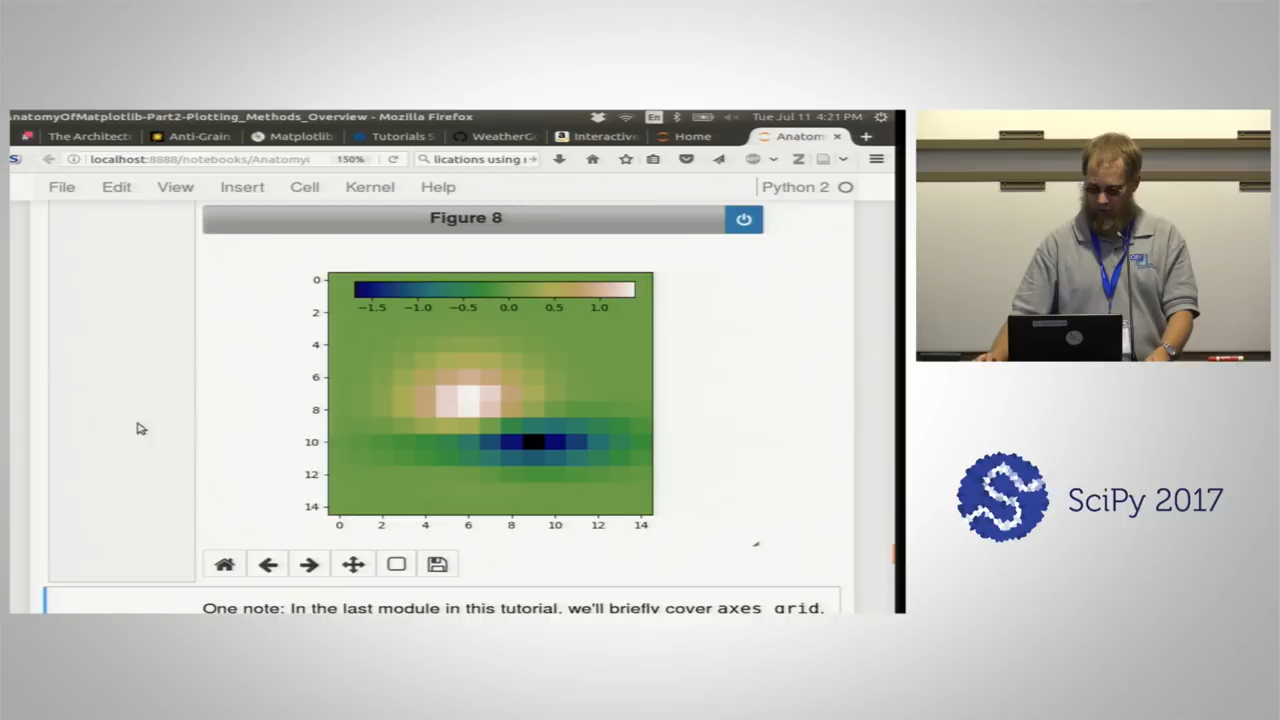 AnatomyOfMatplotlib-Part2-Plotting_Methods_Overview - Mozilla Firefox
En
Tue Jul 11 4:21 PM
The Architect
Anti-Grain
Matplotlib
Tutorials S
WeatherG
Interactive
Home
Anatom
localhost:8888/notebooks/Anatomy
150%
lications using
File Edit View Insert Cell Kernel Help
Python 2
Figure 8
−1.5 −1.0 −0.5 0.0 0.5 1.0
0
2
4
6
8
10
12
14
0 2 4 6 8 10 12 14
One note: In the last module in this tutorial, we'll briefly cover axes_grid.
SciPy 2017